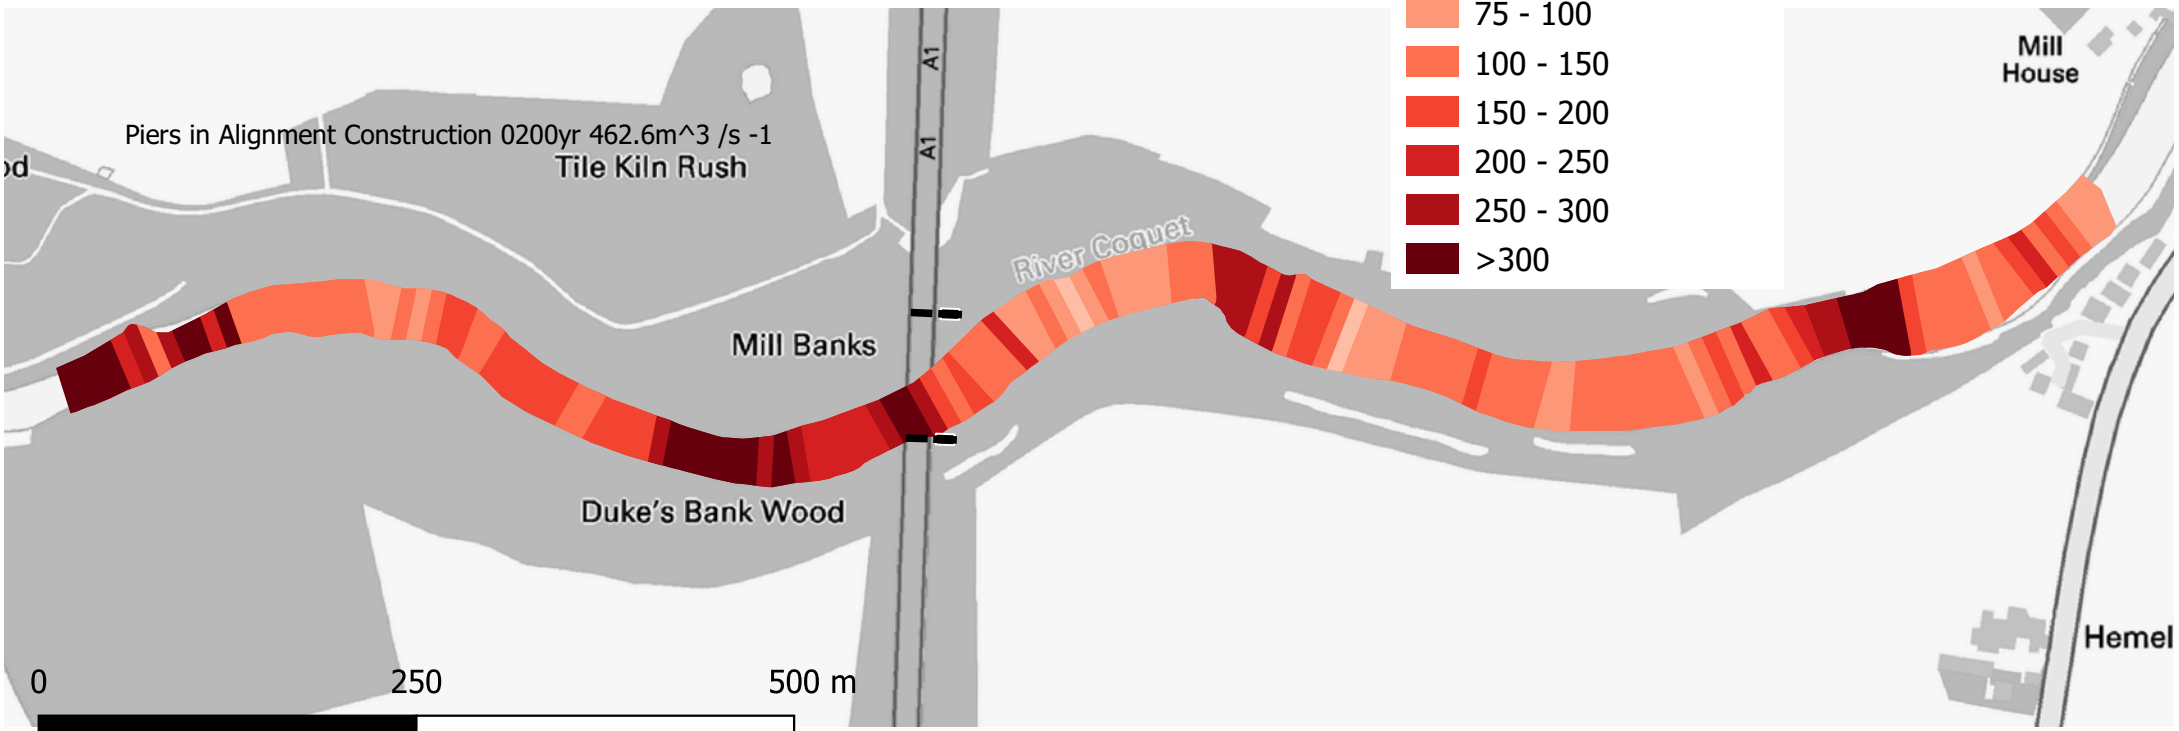 75 - 100
100 - 150
150 - 200
200 - 250
250 - 300
>300
Mill
House
A1
A1
Piers in Alignment Construction 0200yr 462.6m^3 /s -1
od
Tile Kiln Rush
River Coquet
Mill Banks
Duke's Bank Wood
Hemel
0 250 500 m